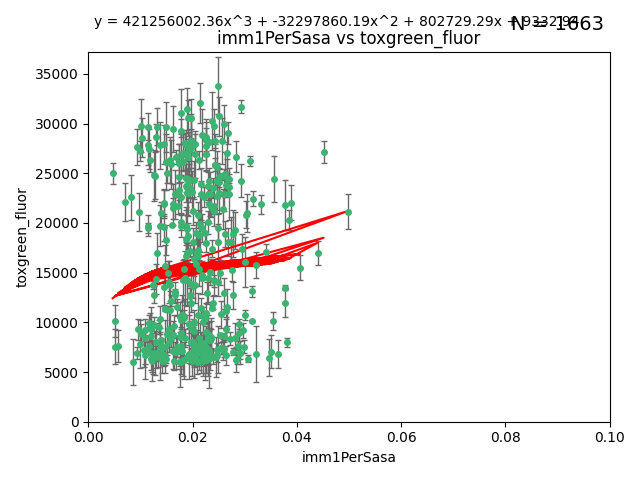 y = 421256002.36x^3 + -32297860.19x^2 + 802729.29x + 9332.94
N = 1663
imm1PerSasa vs toxgreen_fluor
35000
30000
25000
20000
15000
10000
5000
0
toxgreen_fluor
0.00 0.02 0.04 0.06 0.08 0.10
imm1PerSasa